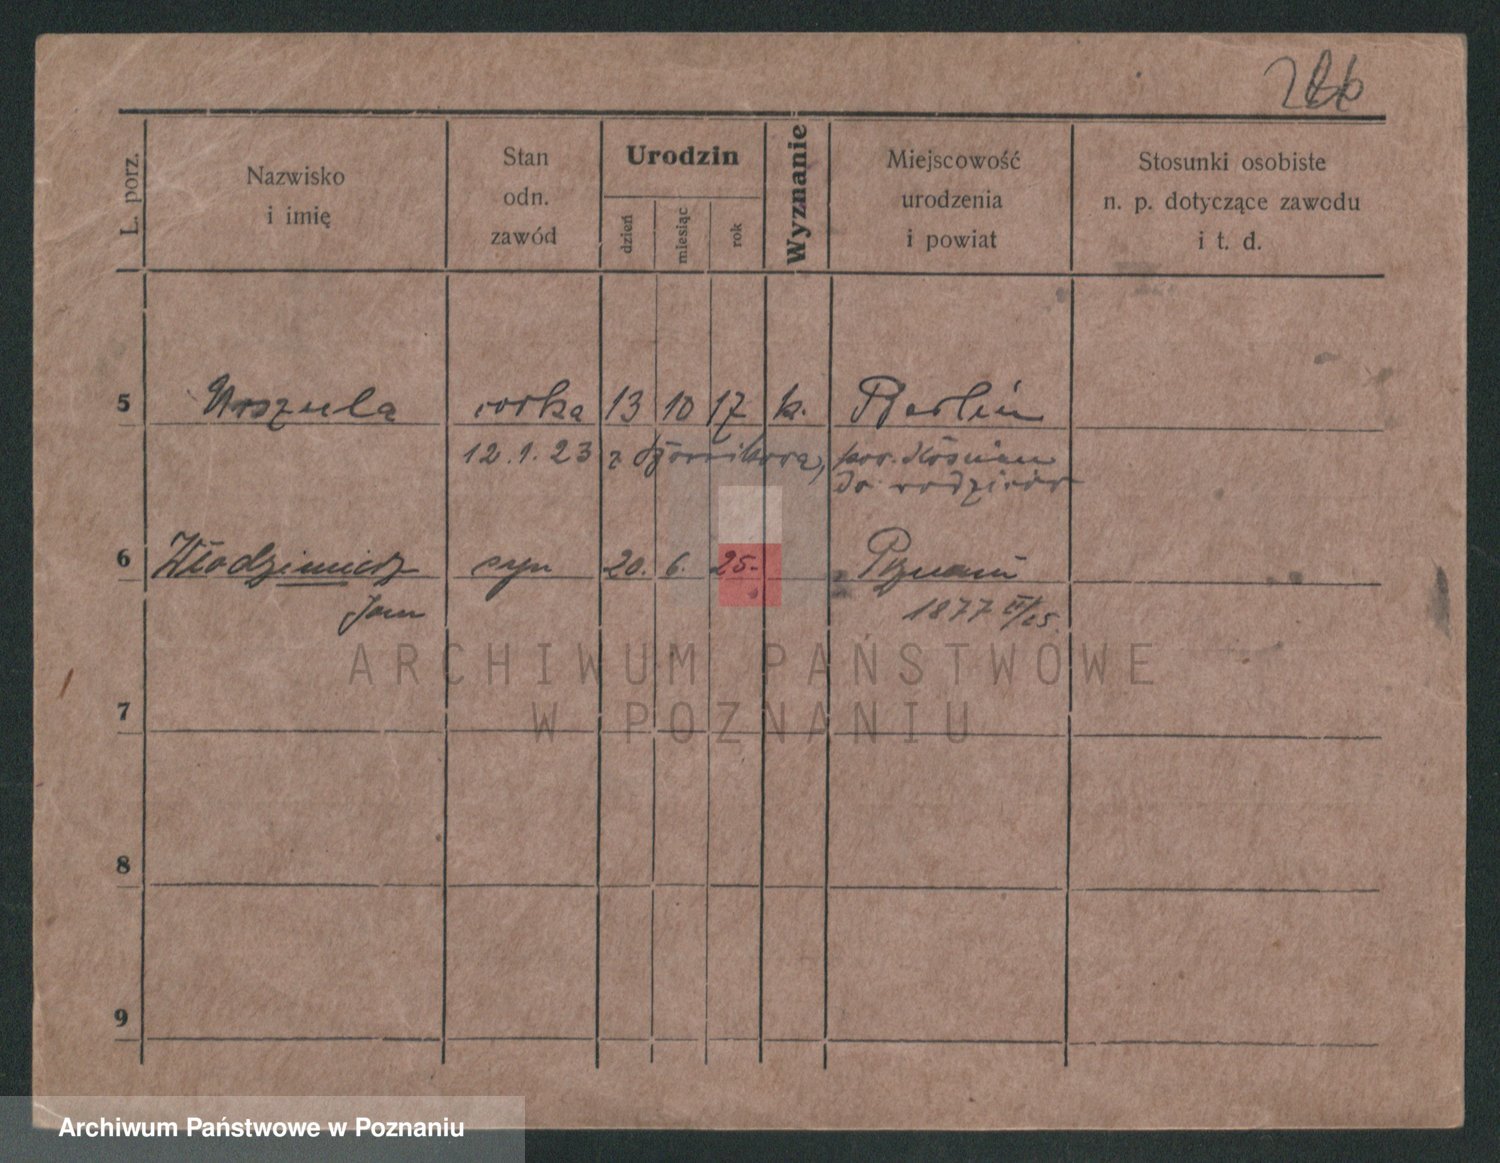 L. porz.
Nazwisko
i imię
Stan
odn.
zawód
Urodzin
dzień
miesiąc
rok
Wyznanie
Miejscowość
urodzenia
i powiat
Stosunki osobiste
n. p. dotyczące zawodu
i t. d.
5 Urszula córka 13 10 17 k. Berlin
12.1.23 z pow. Kościan
do rodziców
6 Włodzimierz syn 20. 6. 25. Poznań
Jan 1877
7
8
9
ARCHIWUM PAŃSTWOWE
W POZNANIU
Archiwum Państwowe w Poznaniu